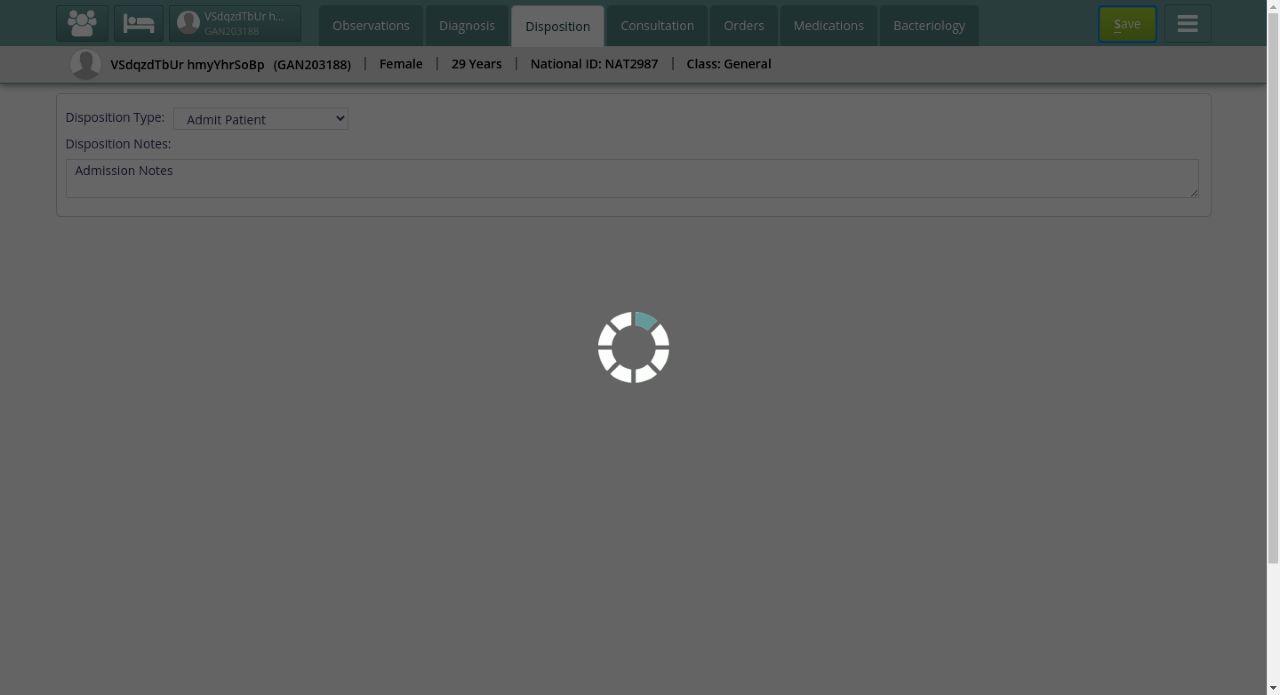 VSdqzdTbUr h...
GAN203188
Observations
Diagnosis
Disposition
Consultation
Orders
Medications
Bacteriology
Save
VSdqzdTbUr hmyYhrSoBp (GAN203188) | Female | 29 Years | National ID: NAT2987 | Class: General
Disposition Type: Admit Patient
Disposition Notes:
Admission Notes